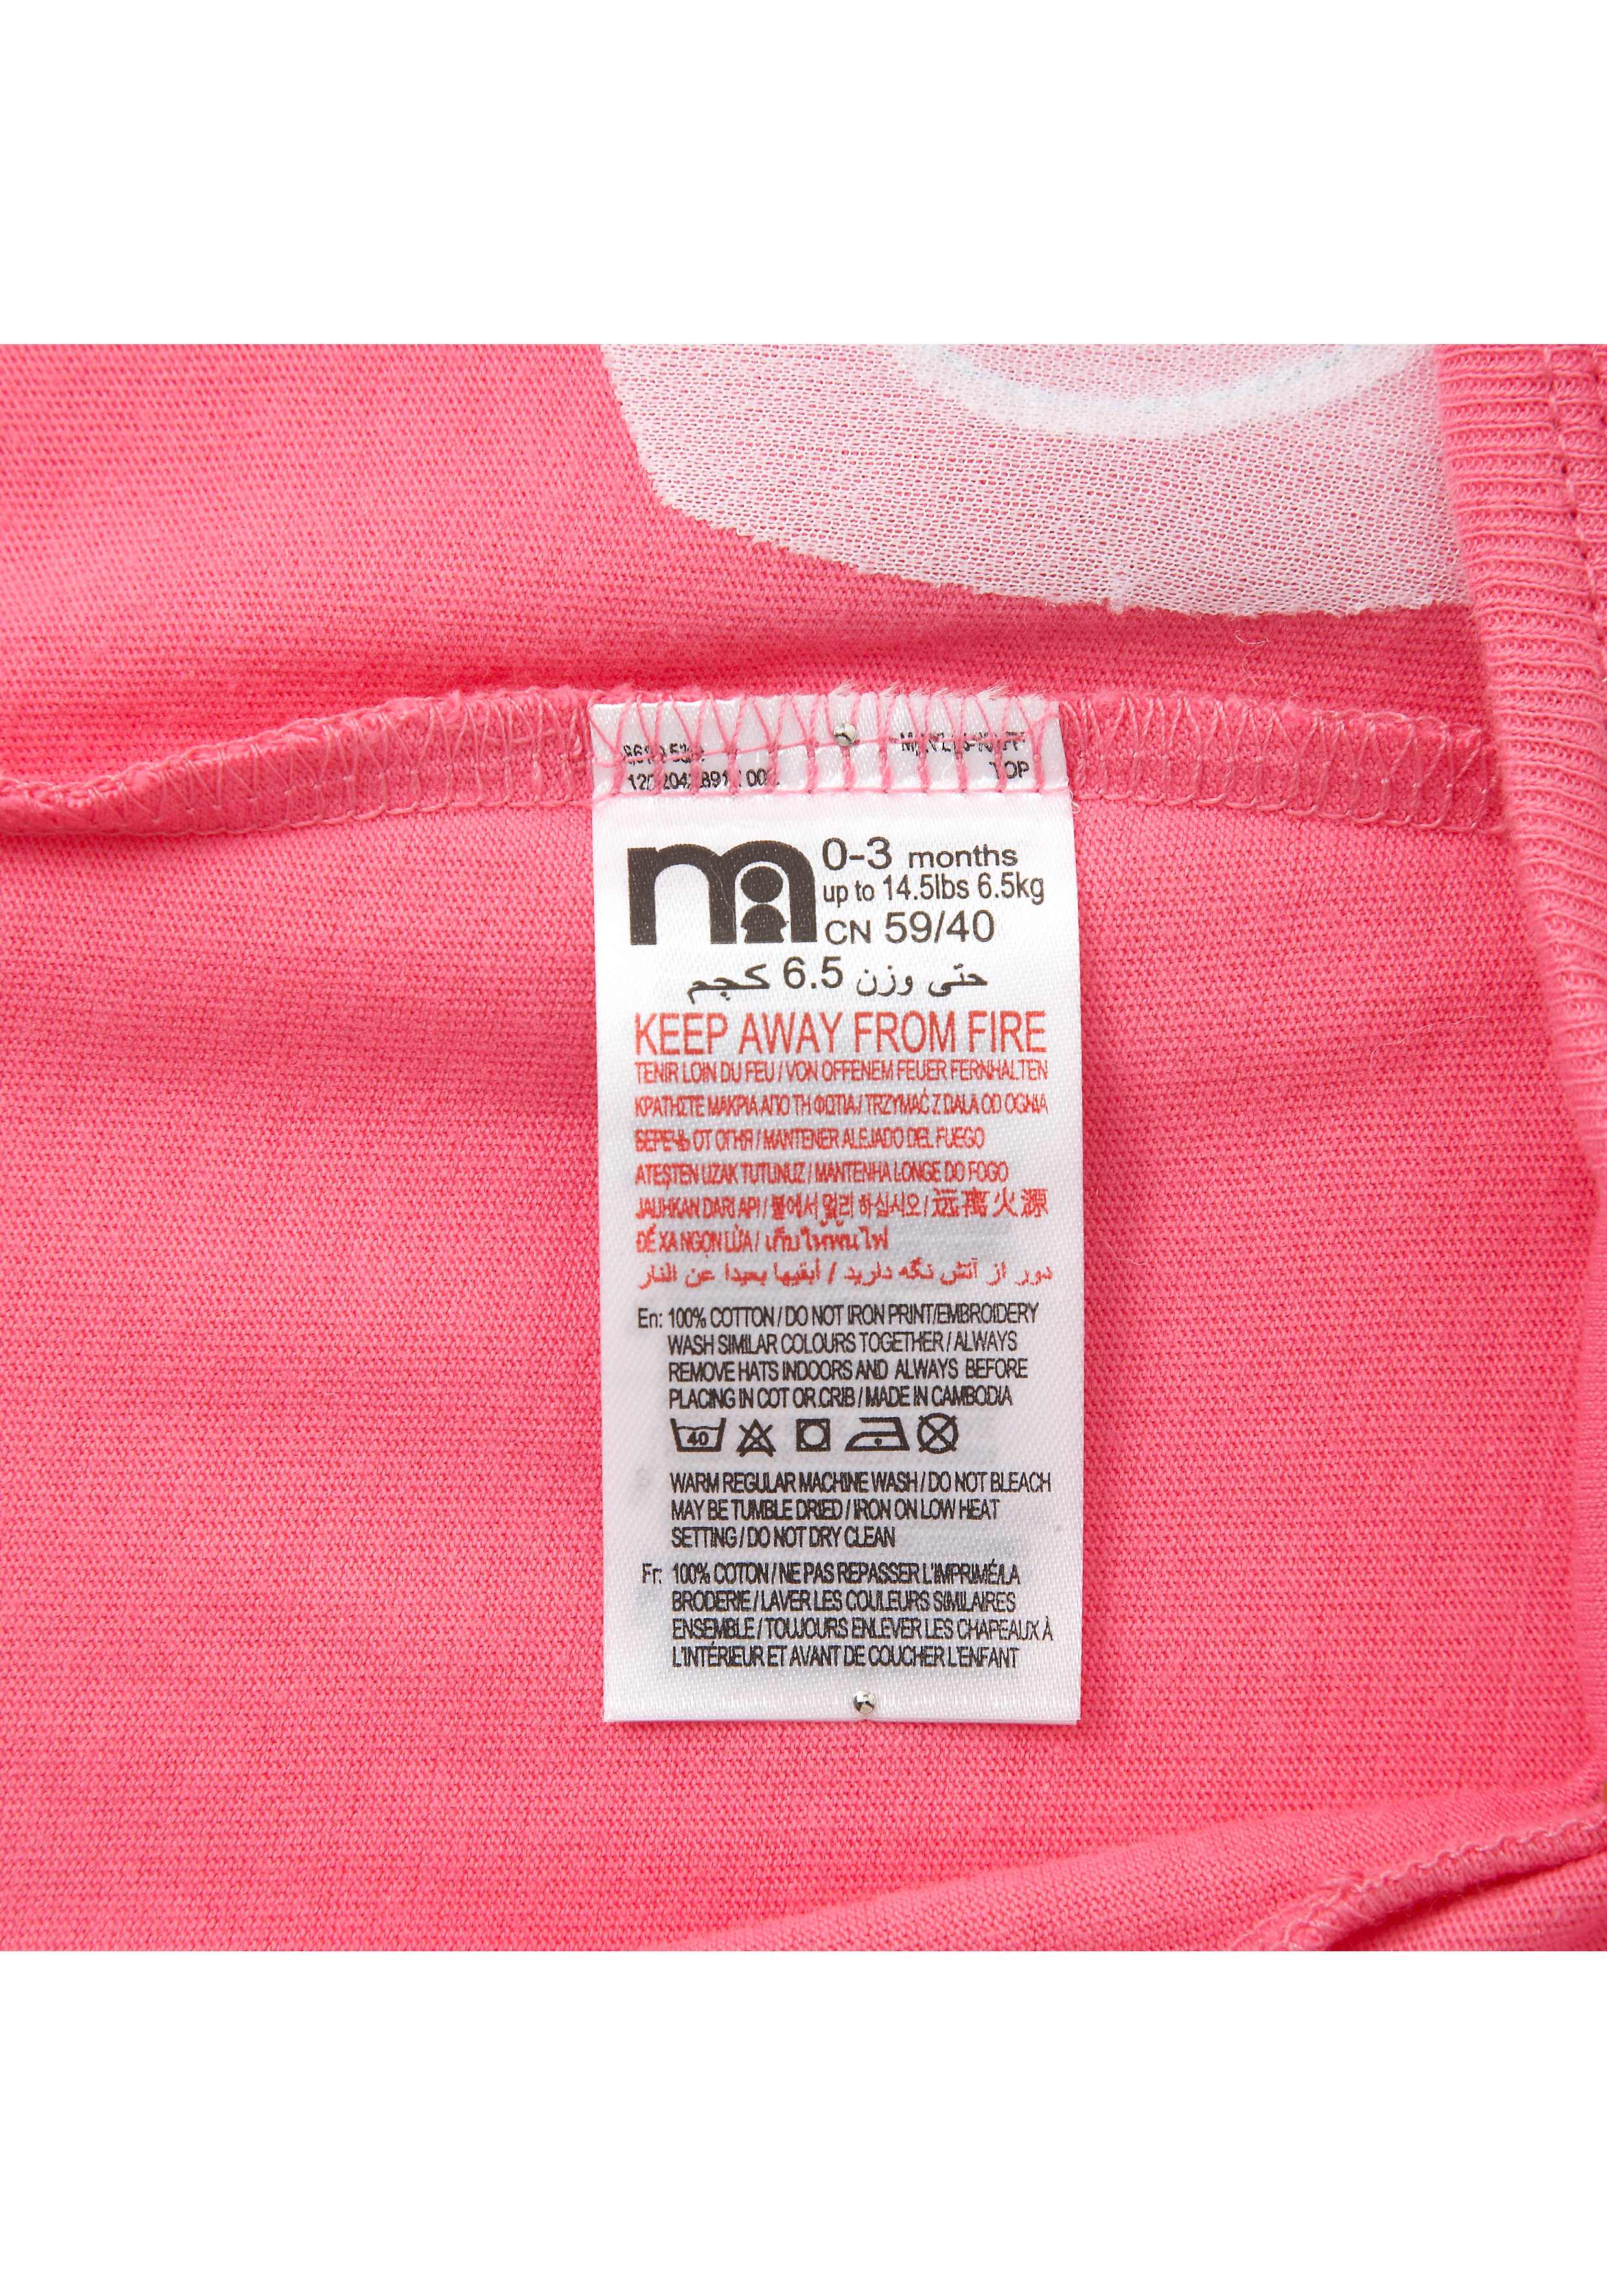 TOP
m 0-3 months
up to 14.5lbs 6.5kg
CN 59/40
حتّى وزن 6.5 كجم
KEEP AWAY FROM FIRE
TENIR LOIN DU FEU / VON OFFENEM FEUER FERNHALTEN
ΚΡΑΤΗΣΤΕ ΜΑΚΡΙΑ ΑΠΟ ΤΗ ΦΩΤΙΑ / TRZYMAĆ Z DALA OD OGNIA
БЕРЕЧЬ ОТ ОГНЯ / MANTENER ALEJADO DEL FUEGO
ATEŞTEN UZAK TUTUNUZ / MANTENHA LONGE DO FOGO
JAUHKAN DARI API / 불에서 멀리 하십시오 / 远离火源
ĐỂ XA NGỌN LỬA / เก็บให้พ้นไฟ
دور از آتش نگه دارید / أبقيها بعيدا عن النار
En: 100% COTTON / DO NOT IRON PRINT/EMBROIDERY
WASH SIMILAR COLOURS TOGETHER / ALWAYS
REMOVE HATS INDOORS AND ALWAYS BEFORE
PLACING IN COT OR CRIB / MADE IN CAMBODIA
40
WARM REGULAR MACHINE WASH / DO NOT BLEACH
MAY BE TUMBLE DRIED / IRON ON LOW HEAT
SETTING / DO NOT DRY CLEAN
Fr: 100% COTON / NE PAS REPASSER L'IMPRIMÉ/LA
BRODERIE / LAVER LES COULEURS SIMILAIRES
ENSEMBLE / TOUJOURS ENLEVER LES CHAPEAUX À
L'INTÉRIEUR ET AVANT DE COUCHER L'ENFANT